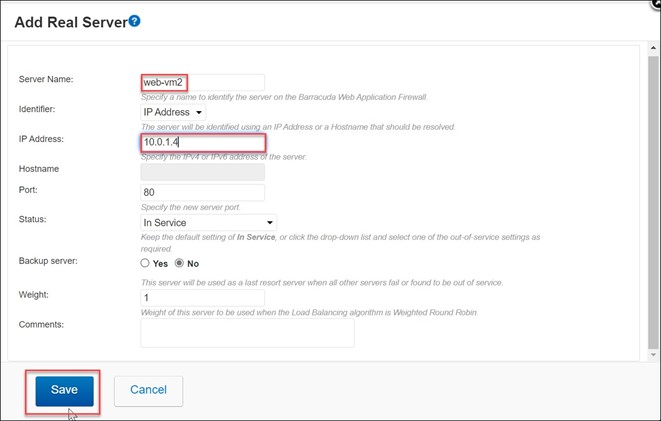 Add Real Server?
Server Name: web-vm2
Specify a name to identify the server on the Barracuda Web Application Firewall.
Identifier: IP Address
The server will be identified using an IP Address or a Hostname that should be resolved
IP Address: 10.0.1.4
Specify the IPv4 or IPv6 address of the server.
Hostname
Port: 80
Specify the new server port.
Status: In Service
Keep the default setting of In Service, or click the drop-down list and select one of the out-of-service settings as
required.
Backup server: Yes No
This server will be used as a last resort server when all other servers fail or found to be out of service.
Weight: 1
Weight of this server to be used when the Load Balancing algorithm is Weighted Round Robin.
Comments:
Save Cancel